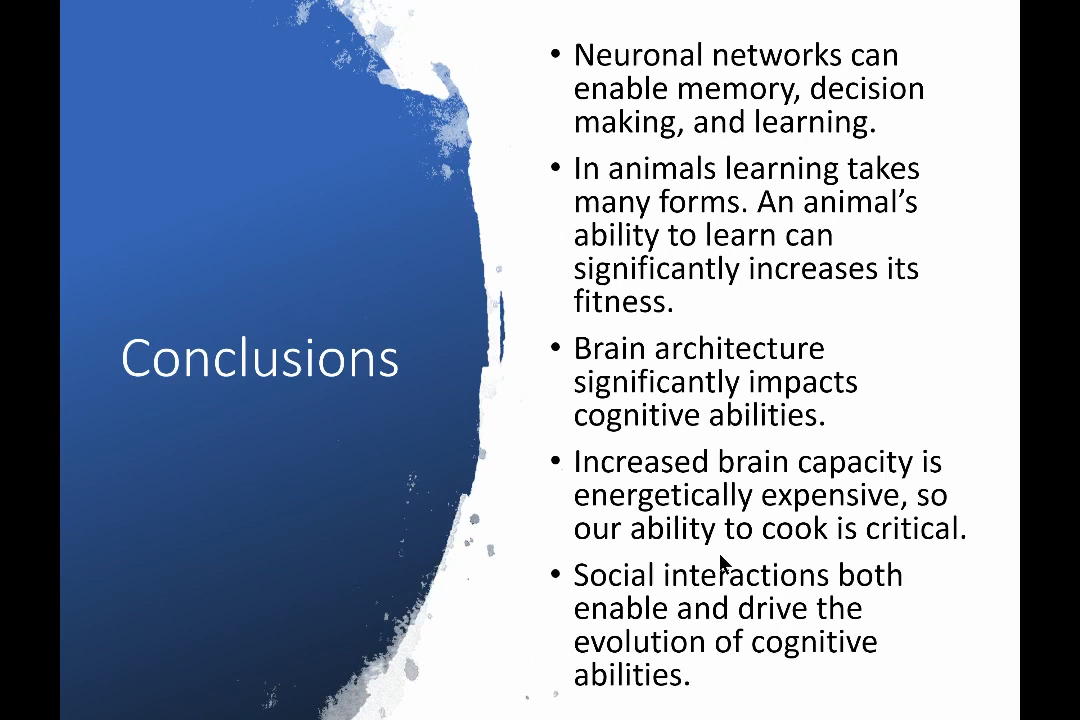 Conclusions
• Neuronal networks can
enable memory, decision
making, and learning.
• In animals learning takes
many forms. An animal’s
ability to learn can
significantly increases its
fitness.
• Brain architecture
significantly impacts
cognitive abilities.
• Increased brain capacity is
energetically expensive, so
our ability to cook is critical.
• Social interactions both
enable and drive the
evolution of cognitive
abilities.